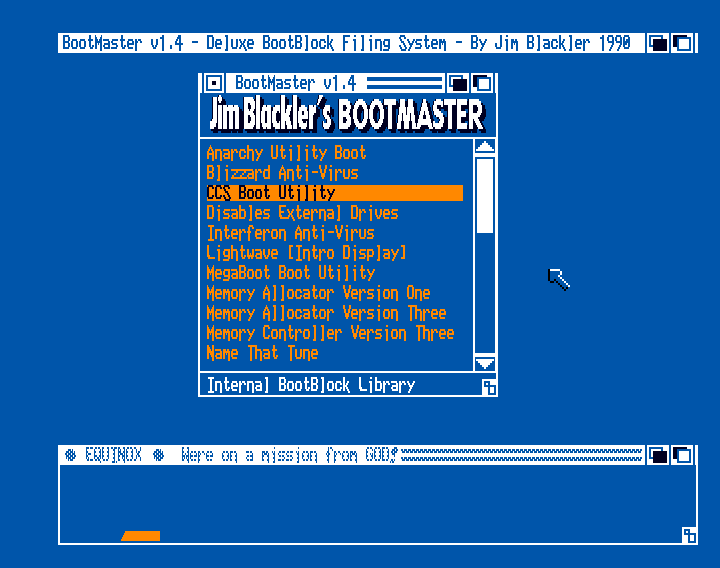 BootMaster v1.4 - Deluxe BootBlock Filing System - By Jim Blackler 1990
BootMaster v1.4
Jim Blackler's BOOTMASTER
Anarchy Utility Boot
Blizzard Anti-Virus
CCS Boot Utility
Disables External Drives
Interferon Anti-Virus
Lightwave [Intro Display]
MegaBoot Boot Utility
Memory Allocator Version One
Memory Allocator Version Three
Memory Controller Version Three
Name That Tune
Internal BootBlock Library
EQUINOX Were on a mission from GOD!